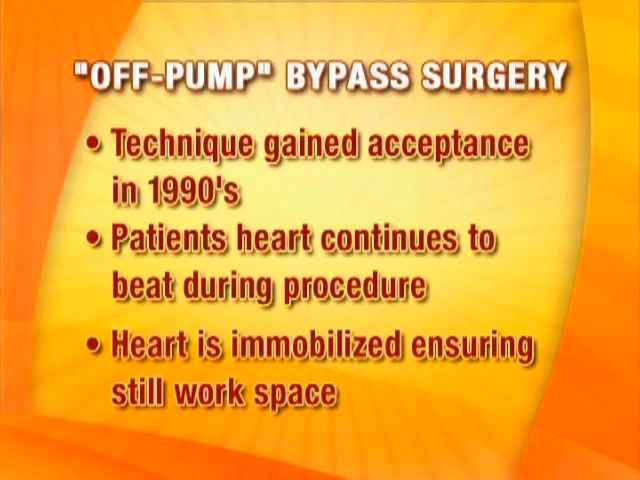 "OFF-PUMP" BYPASS SURGERY
• Technique gained acceptance
in 1990's
• Patients heart continues to
beat during procedure
• Heart is immobilized ensuring
still work space